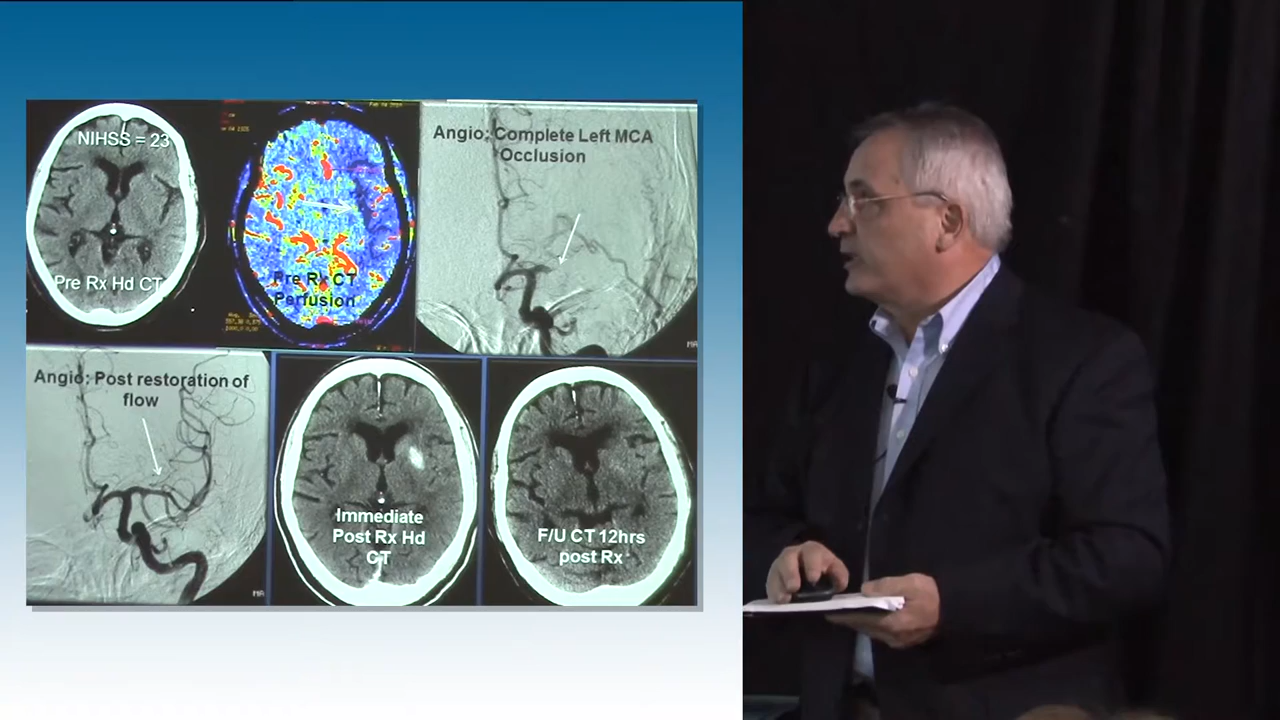 NIHSS = 23
Pre Rx Hd CT
Pre Rx CT
Perfusion
Angio: Complete Left MCA
Occlusion
Angio: Post restoration of
flow
Immediate
Post Rx Hd
CT
F/U CT 12hrs
post Rx